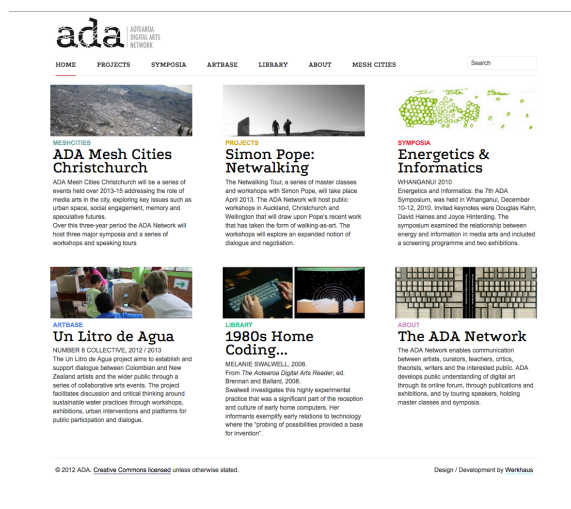 ada AOTEAROA
DIGITAL ARTS
NETWORK
HOME PROJECTS SYMPOSIA ARTBASE LIBRARY ABOUT MESH CITIES Search
MESHCITIES
ADA Mesh Cities
Christchurch
ADA Mesh Cities Christchurch will be a series of
events held over 2013-15 addressing the role of
media arts in the city, exploring key issues such as
urban space, social engagement, memory and
speculative futures.
Over this three-year period the ADA Network will
host three major symposia and a series of
workshops and speaking tours
PROJECTS
Simon Pope:
Netwalking
The Netwalking Tour, a series of master classes
and workshops with Simon Pope, will take place
April 2013. The ADA Network will host public
workshops in Auckland, Christchurch and
Wellington that will draw upon Pope's recent work
that has taken the form of walking-as-art. The
workshops will explore an expanded notion of
dialogue and negotiation.
SYMPOSIA
Energetics &
Informatics
WHANGANUI 2010
Energetics and Informatics: the 7th ADA
Symposium, was held in Whanganui, December
10-12, 2010. Invited keynotes were Douglas Kahn,
David Haines and Joyce Hinterding. The
symposium examined the relationship between
energy and information in media arts and included
a screening programme and two exhibitions.
ARTBASE
Un Litro de Agua
NUMBER 8 COLLECTIVE, 2012 / 2013
The Un Litro de Agua project aims to establish and
support dialogue between Colombian and New
Zealand artists and the wider public through a
series of collaborative arts events. The project
facilitates discussion and critical thinking around
sustainable water practices through workshops,
exhibitions, urban interventions and platforms for
public participation and dialogue.
LIBRARY
1980s Home
Coding...
MELANIE SWALWELL, 2008.
From The Aotearoa Digital Arts Reader, ed.
Brennan and Ballard, 2008.
Swalwell investigates this highly experimental
practice that was a significant part of the reception
and culture of early home computers. Her
informants exemplify early relations to technology
where the "probing of possibilities provided a base
for invention".
ABOUT
The ADA Network
The ADA Network enables communication
between artists, curators, teachers, critics,
theorists, writers and the interested public. ADA
develops public understanding of digital art
through its online forum, through publications and
exhibitions, and by touring speakers, holding
master classes and symposia.
© 2012 ADA. Creative Commons licensed unless otherwise stated. Design / Development by Werkhaus